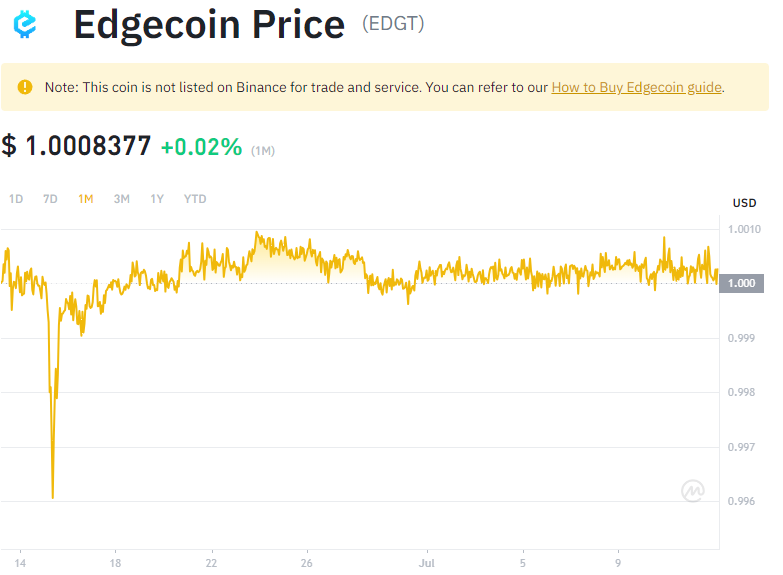 Edgecoin Price (EDGT)
Note: This coin is not listed on Binance for trade and service. You can refer to our How to Buy Edgecoin guide.
$ 1.0008377 +0.02% (1M)
1D 7D 1M 3M 1Y YTD
USD
1.0010
1.000
0.999
0.998
0.997
0.996
14 18 22 26 Jul 5 9